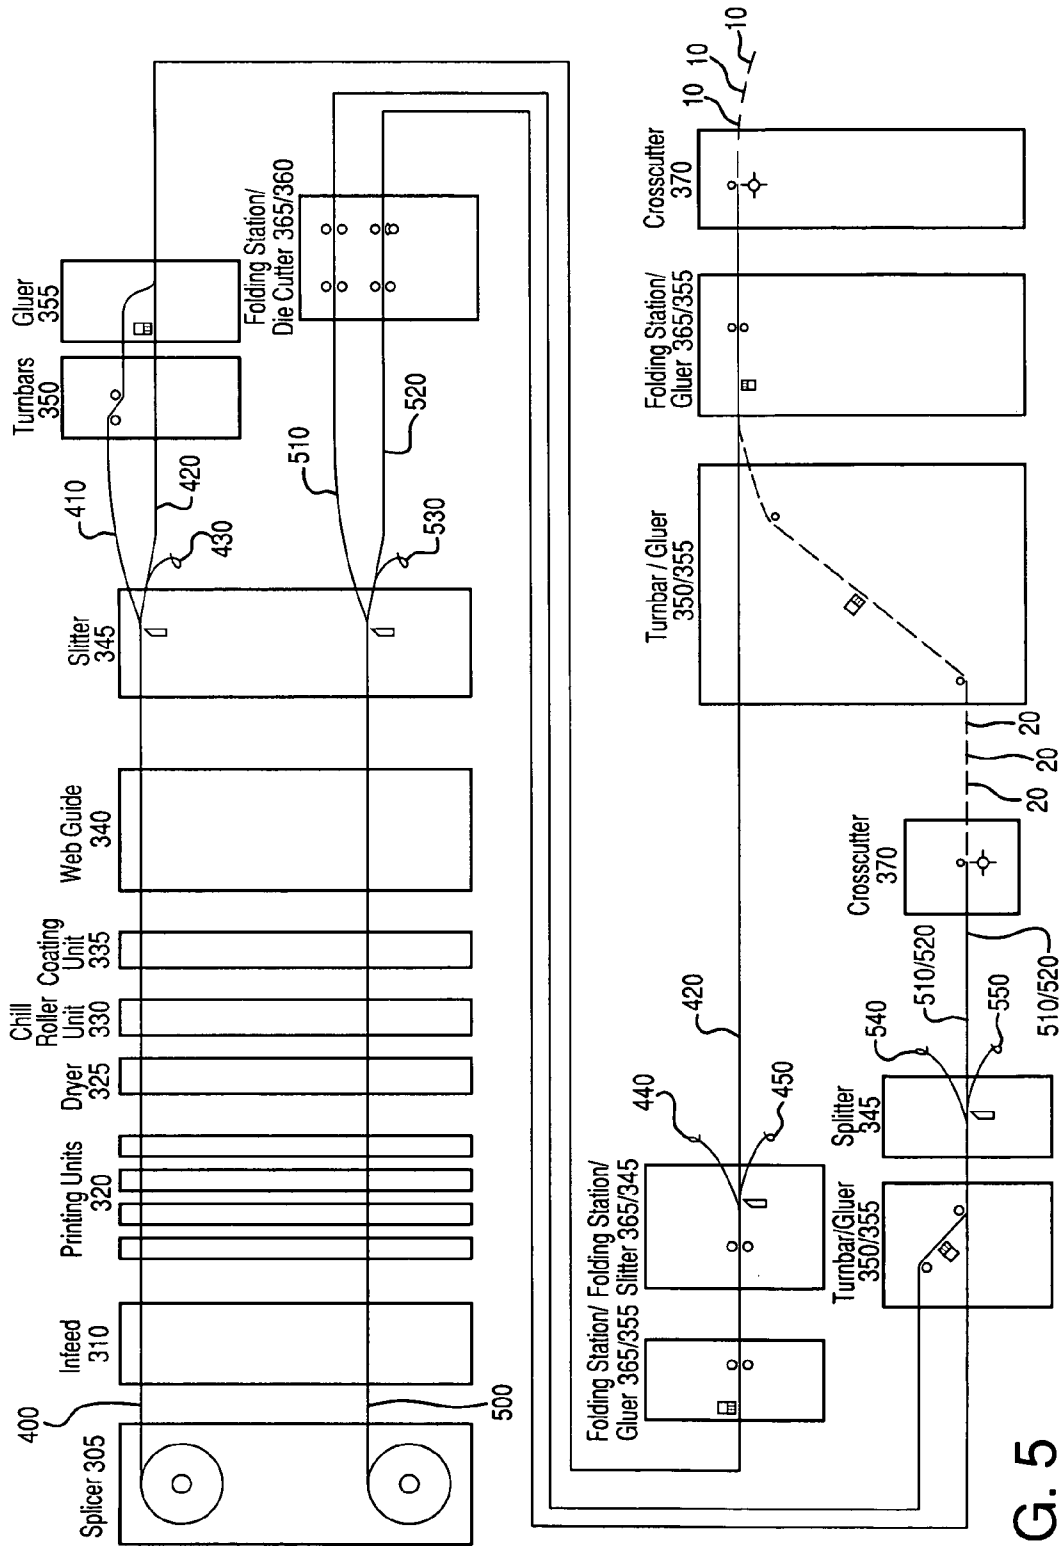 Splicer 305
400
500
Infeed
310
Printing Units
320
Dryer
325
Chill
Roller
Unit
330
Coating
Unit
335
Web Guide
340
Slitter
345
410
420
430
510
520
530
Turnbars
350
Gluer
355
Folding Station/
Die Cutter 365/360
Folding Station/
Gluer 365/355
Folding Station/
Slitter 365/345
440
450
420
Turnbar / Gluer
350/355
Folding Station/
Gluer 365/355
Crosscutter
370
10
10
10
Turnbar/Gluer
350/355
Splitter
345
540
550
510/520
510/520
Crosscutter
370
20
20
20
G. 5